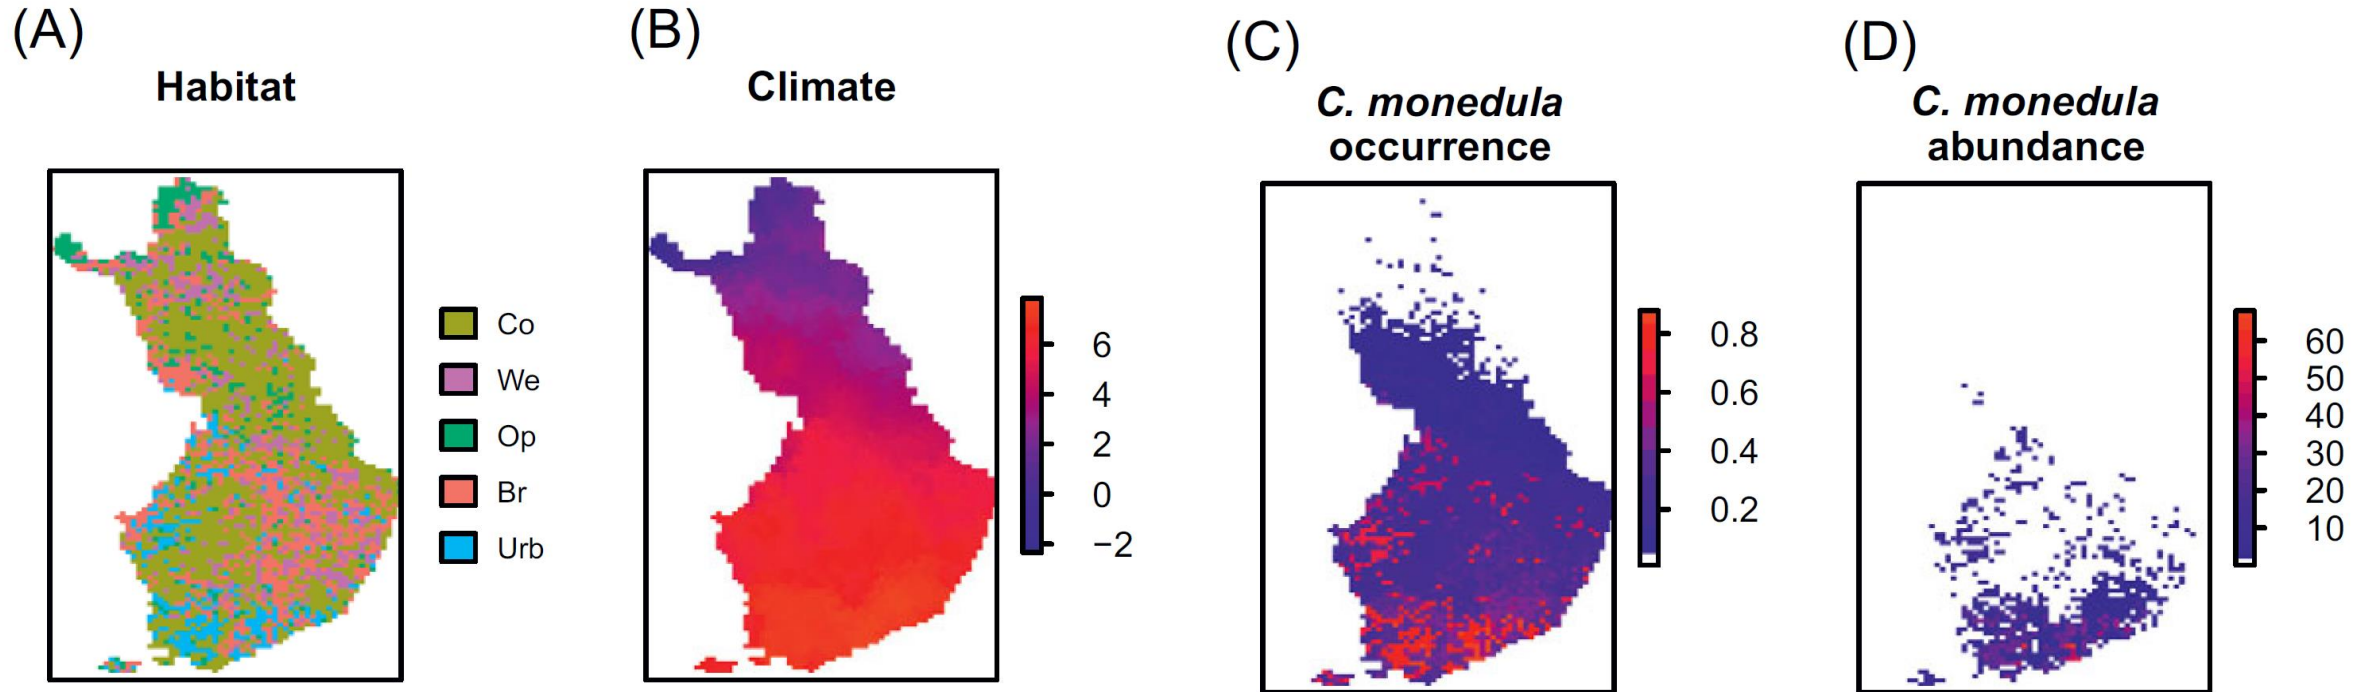 (A)
Habitat
Co
We
Op
Br
Urb
(B)
Climate
6
4
2
0
−2
(C)
C. monedula
occurrence
0.8
0.6
0.4
0.2
(D)
C. monedula
abundance
60
50
40
30
20
10